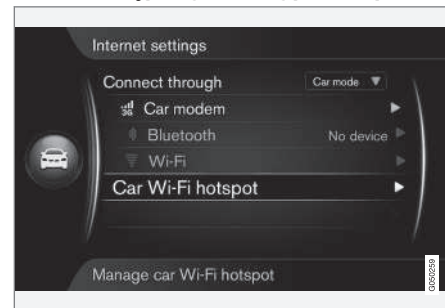 Internet settings
Connect through Car mode
3G Car modem
Bluetooth No device
Wi-Fi
Car Wi-Fi hotspot
Manage car Wi-Fi hotspot
G050259